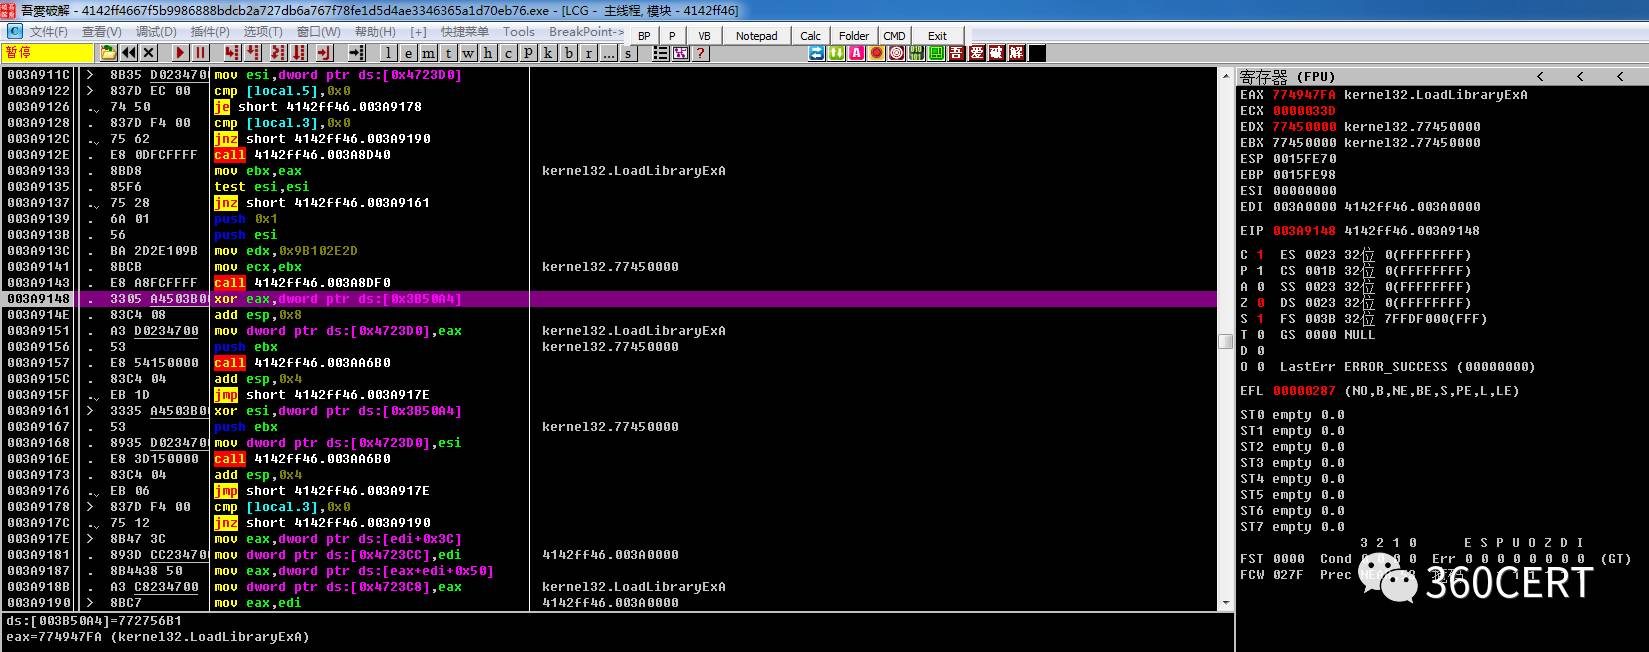 吾愛破解 - 4142ff4667f5b9986888bdcb2a727db6a767f78fe1d5d4ae3346365a1d70eb76.exe - [LCG - 主线程, 模块 - 4142ff46]
文件(F) 查看(V) 调试(D) 插件(P) 选项(T) 窗口(W) 帮助(H) [+] 快捷菜单 Tools BreakPoint-> BP P VB Notepad Calc Folder CMD Exit
暂停 l e m t w h c P k b r ... s ? 吾 爱 破 解
003A911C > 8B35 D0234700 mov esi,dword ptr ds:[0x4723D0]
003A9122 > 837D EC 00 cmp [local.5],0x0
003A9126 .v 74 50 je short 4142ff46.003A9178
003A9128 . 837D F4 00 cmp [local.3],0x0
003A912C .v 75 62 jnz short 4142ff46.003A9190
003A912E . E8 0DFCFFFF call 4142ff46.003A8D40
003A9133 . 8BD8 mov ebx,eax kernel32.LoadLibraryExA
003A9135 . 85F6 test esi,esi
003A9137 .v 75 28 jnz short 4142ff46.003A9161
003A9139 . 6A 01 push 0x1
003A913B . 56 push esi
003A913C . BA 2D2E109B mov edx,0x9B102E2D
003A9141 . 8BCB mov ecx,ebx kernel32.77450000
003A9143 . E8 A8FCFFFF call 4142ff46.003A8DF0
003A9148 . 3305 A4503B00 xor eax,dword ptr ds:[0x3B50A4]
003A914E . 83C4 08 add esp,0x8
003A9151 . A3 D0234700 mov dword ptr ds:[0x4723D0],eax kernel32.LoadLibraryExA
003A9156 . 53 push ebx kernel32.77450000
003A9157 . E8 54150000 call 4142ff46.003AA6B0
003A915C . 83C4 04 add esp,0x4
003A915F .v EB 1D jmp short 4142ff46.003A917E
003A9161 > 3335 A4503B00 xor esi,dword ptr ds:[0x3B50A4]
003A9167 . 53 push ebx kernel32.77450000
003A9168 . 8935 D0234700 mov dword ptr ds:[0x4723D0],esi
003A916E . E8 3D150000 call 4142ff46.003AA6B0
003A9173 . 83C4 04 add esp,0x4
003A9176 .v EB 06 jmp short 4142ff46.003A917E
003A9178 > 837D F4 00 cmp [local.3],0x0
003A917C .v 75 12 jnz short 4142ff46.003A9190
003A917E > 8B47 3C mov eax,dword ptr ds:[edi+0x3C]
003A9181 . 893D CC234700 mov dword ptr ds:[0x4723CC],edi 4142ff46.003A0000
003A9187 . 8B4438 50 mov eax,dword ptr ds:[eax+edi+0x50]
003A918B . A3 C8234700 mov dword ptr ds:[0x4723C8],eax kernel32.LoadLibraryExA
003A9190 > 8BC7 mov eax,edi 4142ff46.003A0000
ds:[003B50A4]=772756B1
eax=774947FA (kernel32.LoadLibraryExA)
寄存器 (FPU) < < <
EAX 774947FA kernel32.LoadLibraryExA
ECX 0000033D
EDX 77450000 kernel32.77450000
EBX 77450000 kernel32.77450000
ESP 0015FE70
EBP 0015FE98
ESI 00000000
EDI 003A0000 4142ff46.003A0000
EIP 003A9148 4142ff46.003A9148
C 1 ES 0023 32位 0(FFFFFFFF)
P 1 CS 001B 32位 0(FFFFFFFF)
A 0 SS 0023 32位 0(FFFFFFFF)
Z 0 DS 0023 32位 0(FFFFFFFF)
S 1 FS 003B 32位 7FFDF000(FFF)
T 0 GS 0000 NULL
D 0
O 0 LastErr ERROR_SUCCESS (00000000)
EFL 00000287 (NO,B,NE,BE,S,PE,L,LE)
ST0 empty 0.0
ST1 empty 0.0
ST2 empty 0.0
ST3 empty 0.0
ST4 empty 0.0
ST5 empty 0.0
ST6 empty 0.0
ST7 empty 0.0
3 2 1 0 E S P U O Z D I
FST 0000 Cond 0 0 0 0 Err 0 0 0 0 0 0 0 0 (GT)
FCW 027F Prec
360CERT